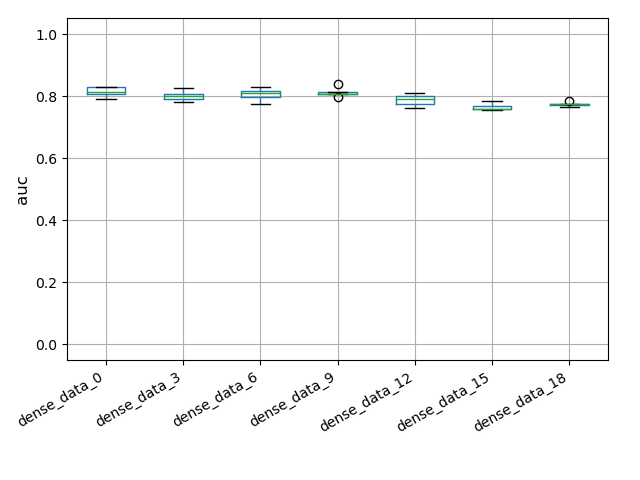 1.0
0.8
0.6
0.4
0.2
0.0
auc
dense_data_0
dense_data_3
dense_data_6
dense_data_9
dense_data_12
dense_data_15
dense_data_18